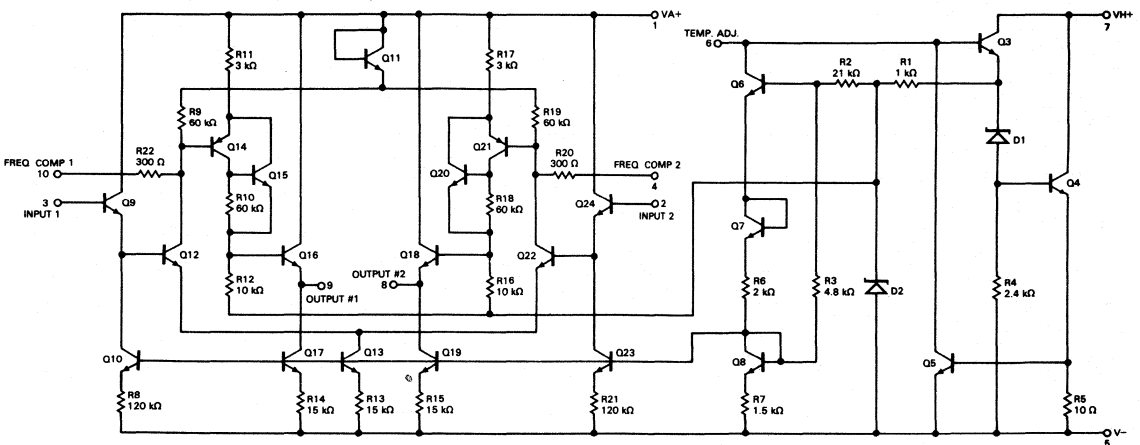 VA+
1
R11
3 kΩ
Q11
R17
3 kΩ
TEMP. ADJ.
6
Q3
VH+
7
Q6
R2
21 kΩ
R1
1 kΩ
R9
60 kΩ
R19
60 kΩ
Q14
Q21
D1
FREQ COMP 1
10
R22
300 Ω
Q15
Q20
R20
300 Ω
FREQ COMP 2
4
Q4
3
INPUT 1
Q9
R10
60 kΩ
R18
60 kΩ
Q24
2
INPUT 2
Q7
Q12
Q16
Q18
Q22
R12
10 kΩ
9
OUTPUT #1
OUTPUT #2
8
R16
10 kΩ
R6
2 kΩ
R3
4.8 kΩ
D2
R4
2.4 kΩ
Q10
Q17
Q13
Q19
Q23
Q8
Q5
R8
120 kΩ
R14
15 kΩ
R13
15 kΩ
R15
15 kΩ
R21
120 kΩ
R7
1.5 kΩ
R5
10 Ω
V−
5